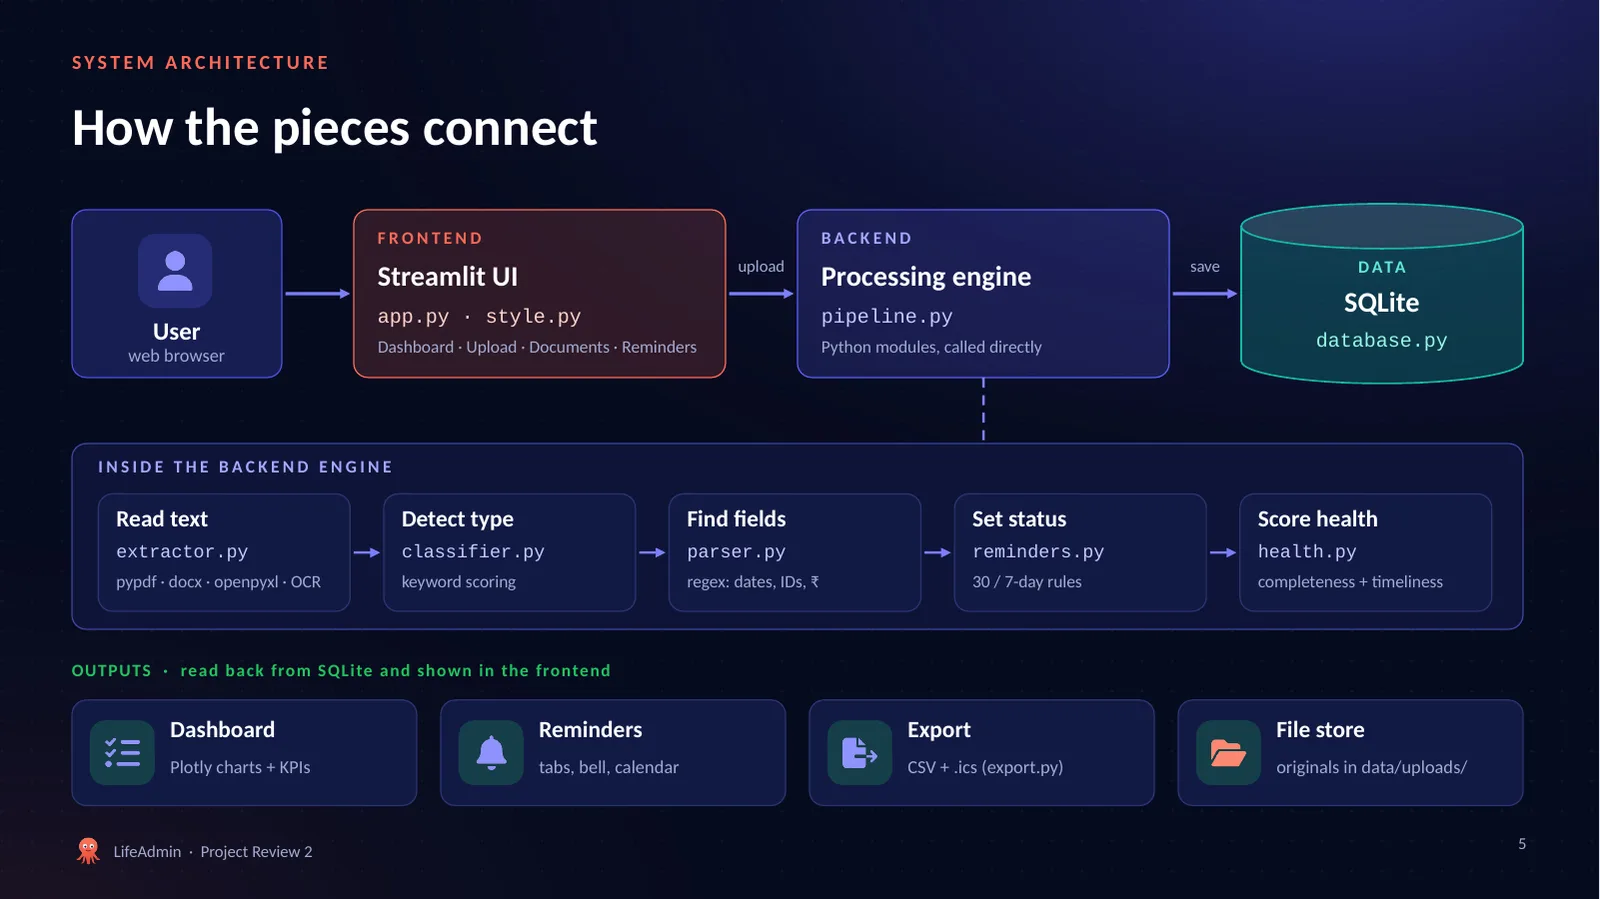 SYSTEM ARCHITECTURE
How the pieces connect
User
web browser
FRONTEND
Streamlit UI
app.py · style.py
Dashboard · Upload · Documents · Reminders
upload
BACKEND
Processing engine
pipeline.py
Python modules, called directly
save
DATA
SQLite
database.py
INSIDE THE BACKEND ENGINE
Read text
extractor.py
pypdf · docx · openpyxl · OCR
Detect type
classifier.py
keyword scoring
Find fields
parser.py
regex: dates, IDs, ₹
Set status
reminders.py
30 / 7-day rules
Score health
health.py
completeness + timeliness
OUTPUTS · read back from SQLite and shown in the frontend
Dashboard
Plotly charts + KPIs
Reminders
tabs, bell, calendar
Export
CSV + .ics (export.py)
File store
originals in data/uploads/
LifeAdmin · Project Review 2
5